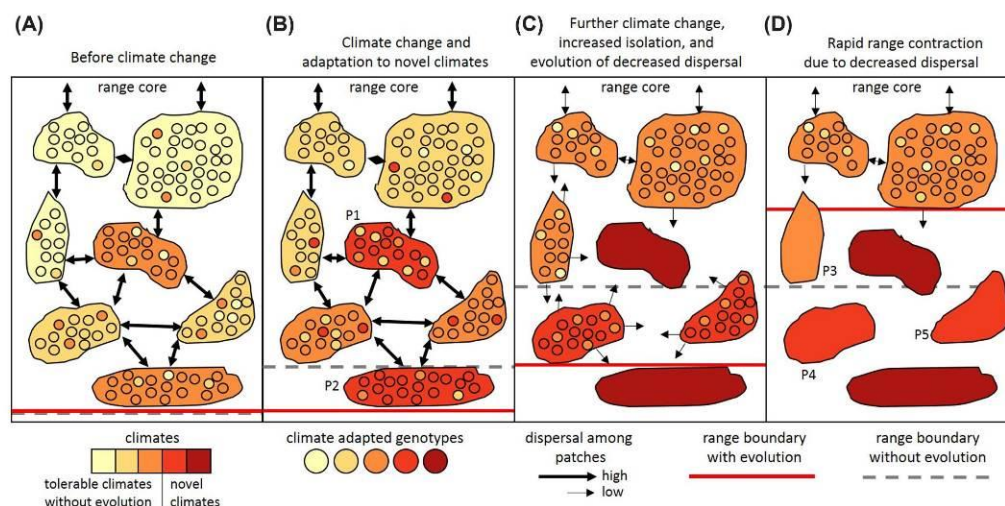 (A)
Before climate change
(B)
Climate change and
adaptation to novel climates
(C)
Further climate change,
increased isolation, and
evolution of decreased dispersal
(D)
Rapid range contraction
due to decreased dispersal
range core
range core
range core
range core
P1
P2
P3
P4
P5
climates
tolerable climates
without evolution
novel
climates
climate adapted genotypes
dispersal among
patches
high
low
range boundary
with evolution
range boundary
without evolution